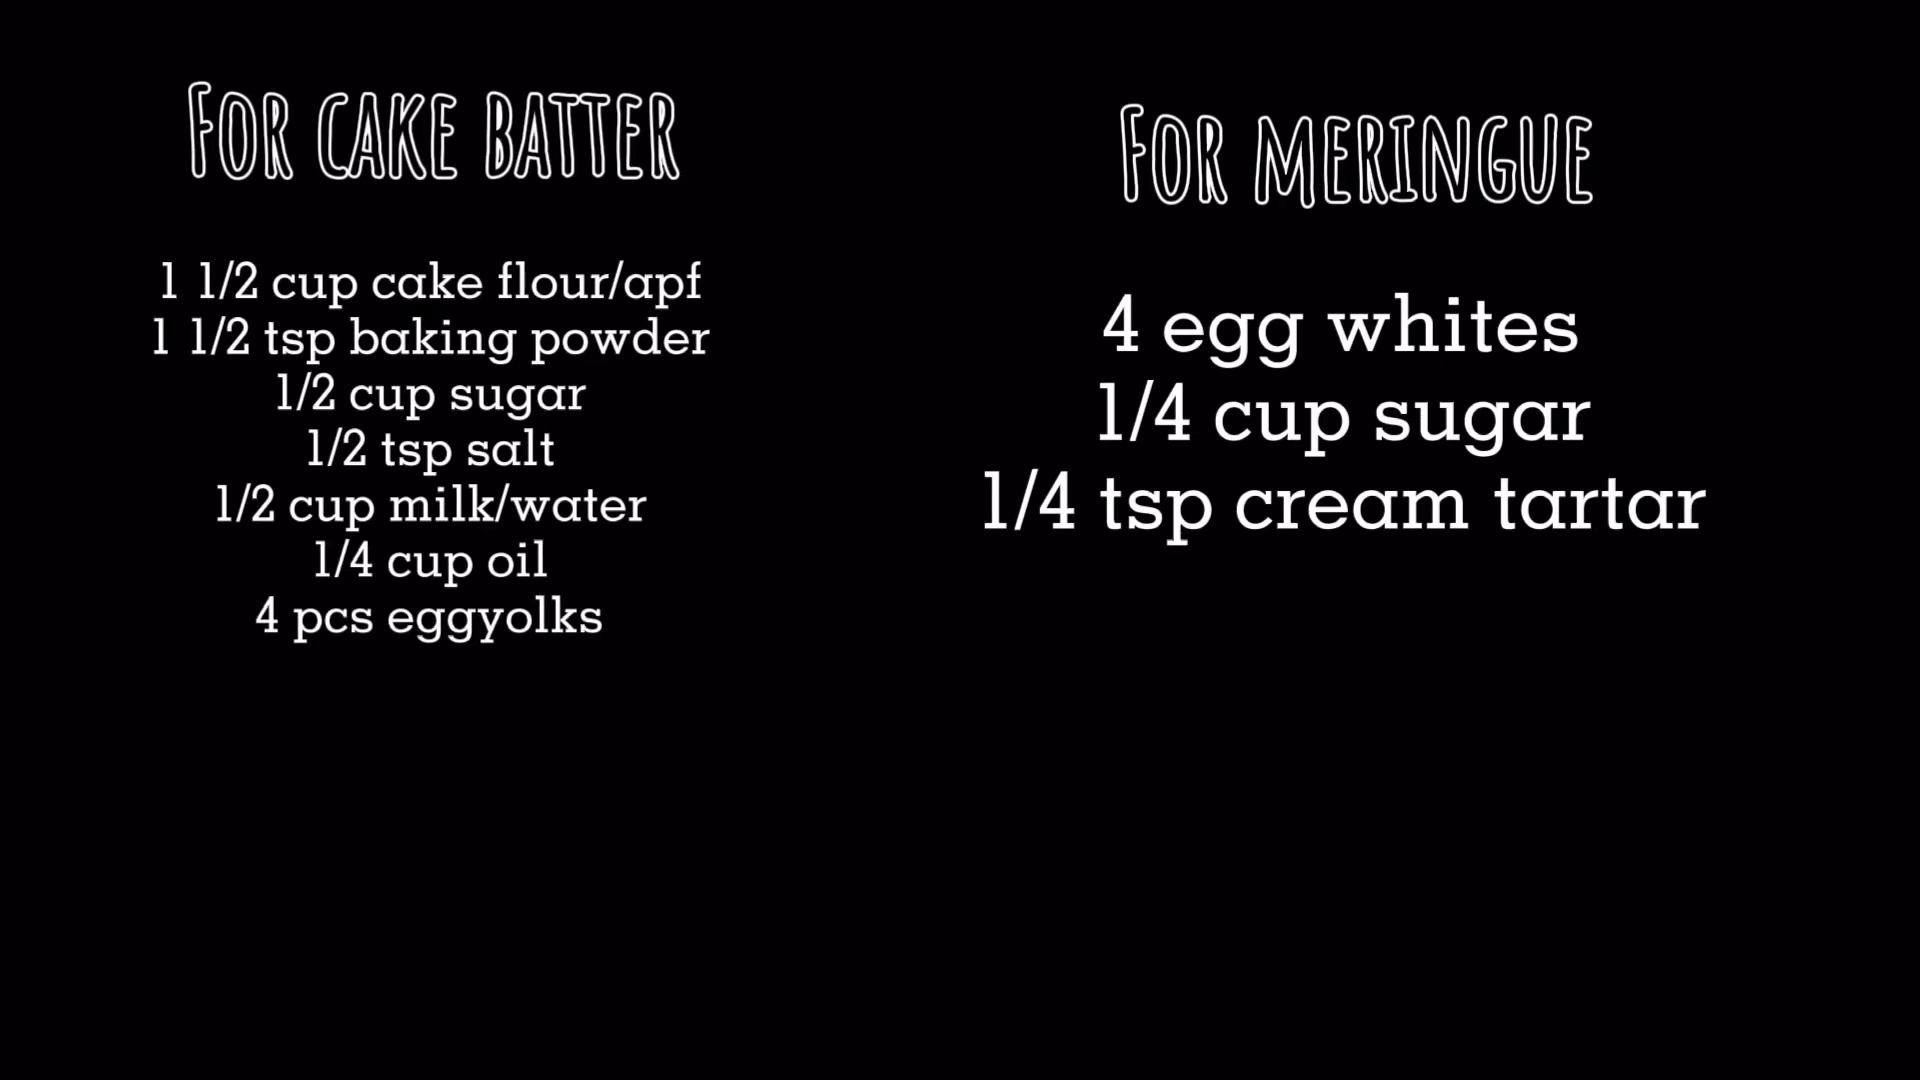 For cake batter
1 1/2 cup cake flour/apf
1 1/2 tsp baking powder
1/2 cup sugar
1/2 tsp salt
1/2 cup milk/water
1/4 cup oil
4 pcs eggyolks
For meringue
4 egg whites
1/4 cup sugar
1/4 tsp cream tartar